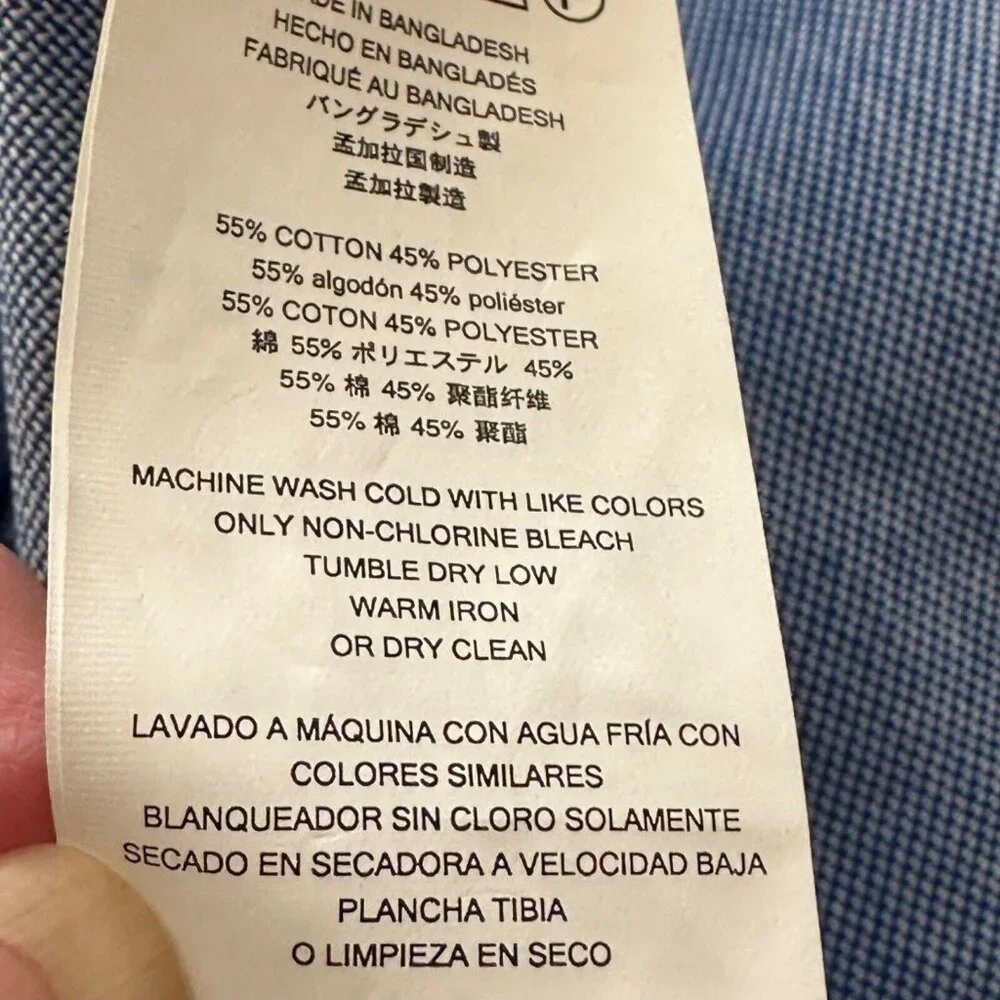 MADE IN BANGLADESH
HECHO EN BANGLADÉS
FABRIQUÉ AU BANGLADESH
バングラデシュ製
孟加拉国制造
孟加拉製造
55% COTTON 45% POLYESTER
55% algodón 45% poliéster
55% COTON 45% POLYESTER
綿 55% ポリエステル 45%
55% 棉 45% 聚酯纤维
55% 棉 45% 聚酯
MACHINE WASH COLD WITH LIKE COLORS
ONLY NON-CHLORINE BLEACH
TUMBLE DRY LOW
WARM IRON
OR DRY CLEAN
LAVADO A MÁQUINA CON AGUA FRÍA CON
COLORES SIMILARES
BLANQUEADOR SIN CLORO SOLAMENTE
SECADO EN SECADORA A VELOCIDAD BAJA
PLANCHA TIBIA
O LIMPIEZA EN SECO